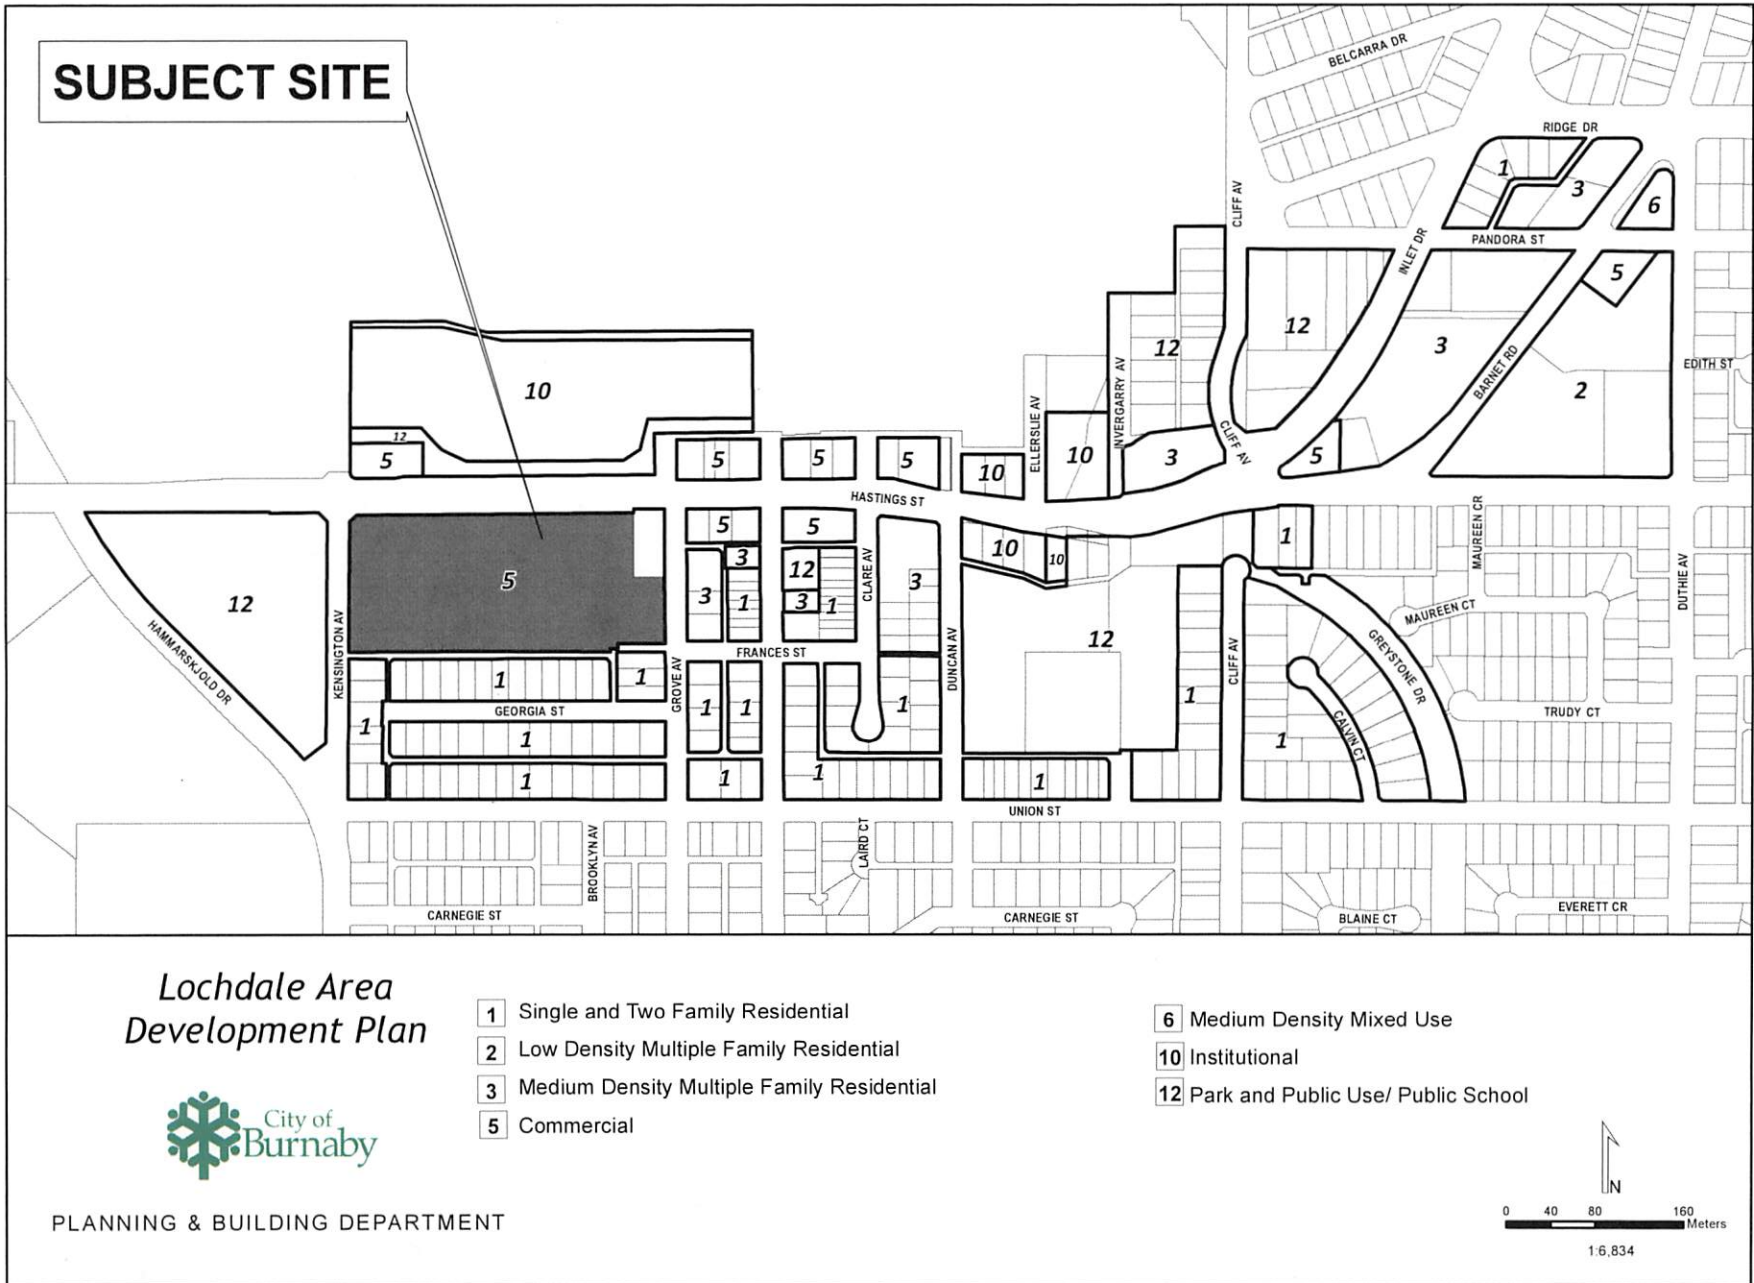 SUBJECT SITE
BELCARRA DR
RIDGE DR
1
3
6
CLIFF AV
INLET DR
PANDORA ST
5
12
12
3
BARNET RD
EDITH ST
2
10
INVERGARRY AV
ELLERSLIE AV
12
5
5
5
5
10
10
3
CLIFF AV
5
HASTINGS ST
5
5
10
10
1
MAUREEN CR
5
12
KENSINGTON AV
HAMMARSKJOLD DR
3
12
3
1
3
1
CLARE AV
3
12
MAUREEN CT
DUTHIE AV
FRANCES ST
DUNCAN AV
CLIFF AV
GREYSTONE DR
1
1
GROVE AV
1
1
1
1
GEORGIA ST
TRUDY CT
1
1
1
CALVIN CT
1
1
1
1
1
UNION ST
BROOKLYN AV
LAIRD CT
CARNEGIE ST
CARNEGIE ST
BLAINE CT
EVERETT CR
Lochdale Area
Development Plan
City of
Burnaby
PLANNING & BUILDING DEPARTMENT
1 Single and Two Family Residential
2 Low Density Multiple Family Residential
3 Medium Density Multiple Family Residential
5 Commercial
6 Medium Density Mixed Use
10 Institutional
12 Park and Public Use/ Public School
N
0 40 80 160
Meters
1:6,834